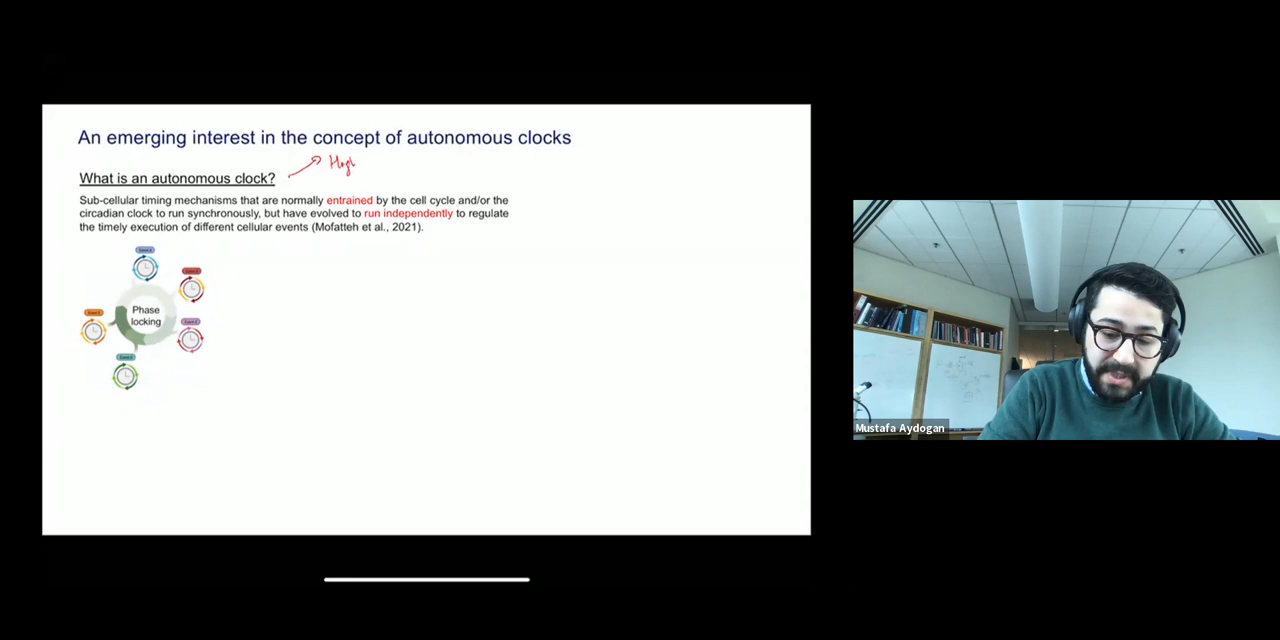 An emerging interest in the concept of autonomous clocks
What is an autonomous clock?
Sub-cellular timing mechanisms that are normally entrained by the cell cycle and/or the
circadian clock to run synchronously, but have evolved to run independently to regulate
the timely execution of different cellular events (Mofatteh et al., 2021).
Phase
locking
Mustafa Aydogan